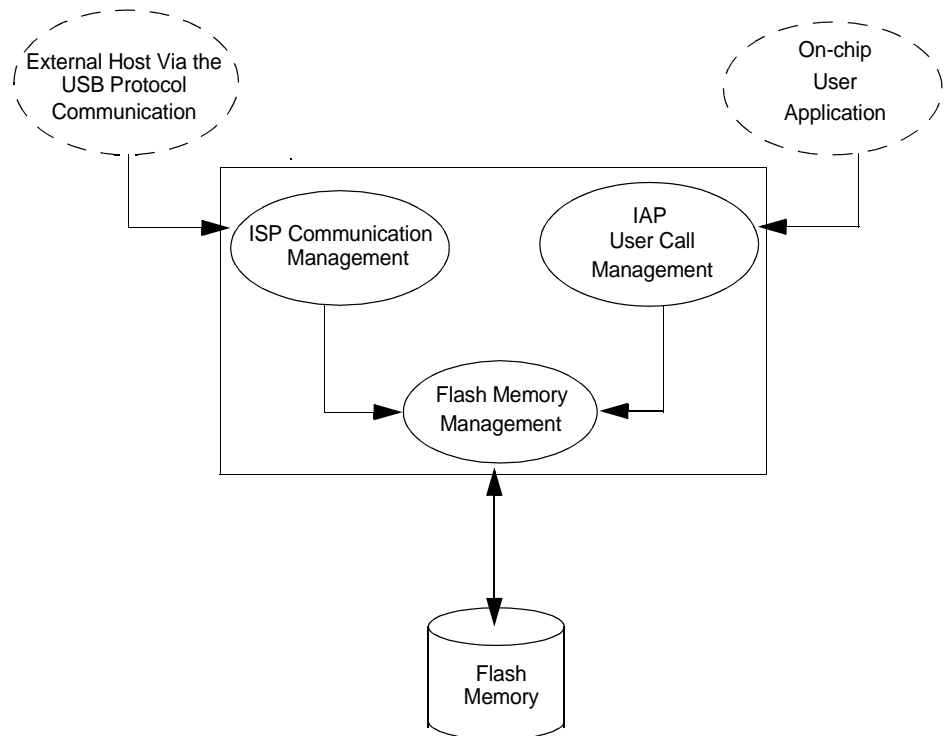 External Host Via the
USB Protocol
Communication
On-chip
User
Application
ISP Communication
Management
IAP
User Call
Management
Flash Memory
Management
Flash
Memory